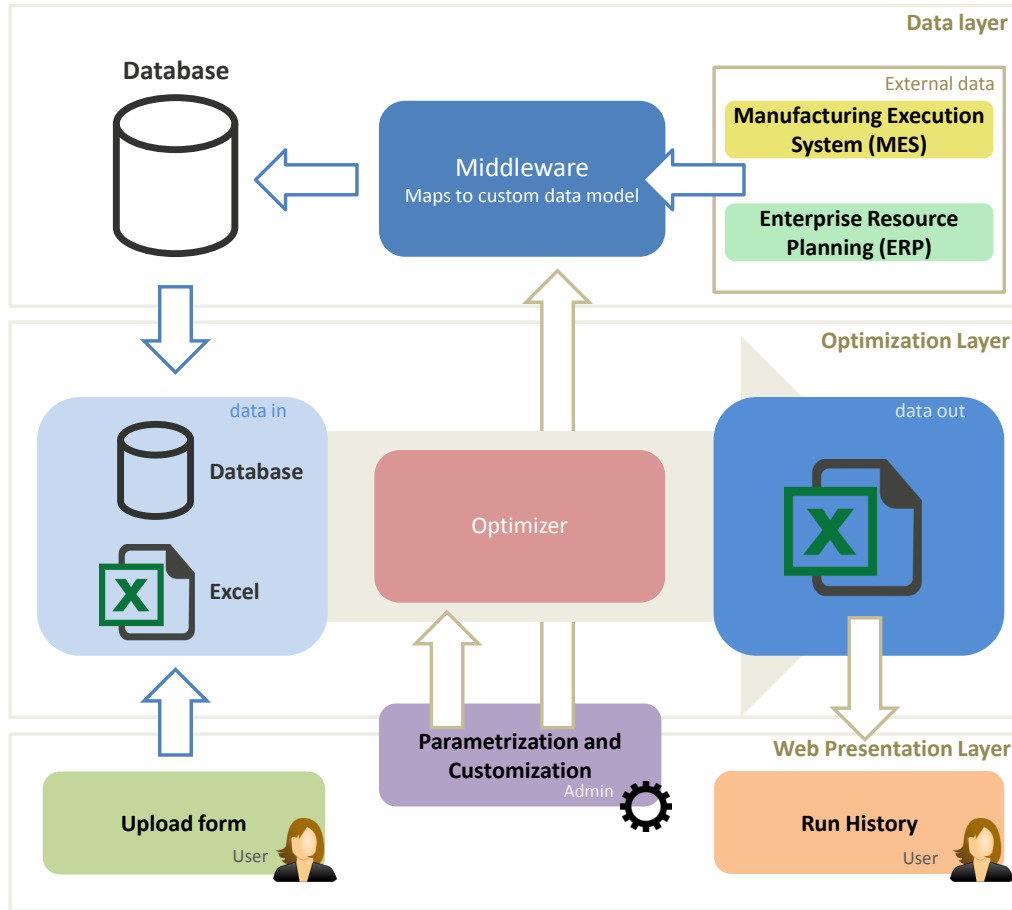 Data layer
Database
External data
Manufacturing Execution
System (MES)
Middleware
Maps to custom data model
Enterprise Resource
Planning (ERP)
Optimization Layer
data in
data out
Database
Optimizer
X
Excel
X
Parametrization and
Customization
Admin
Web Presentation Layer
Upload form
User
Run History
User